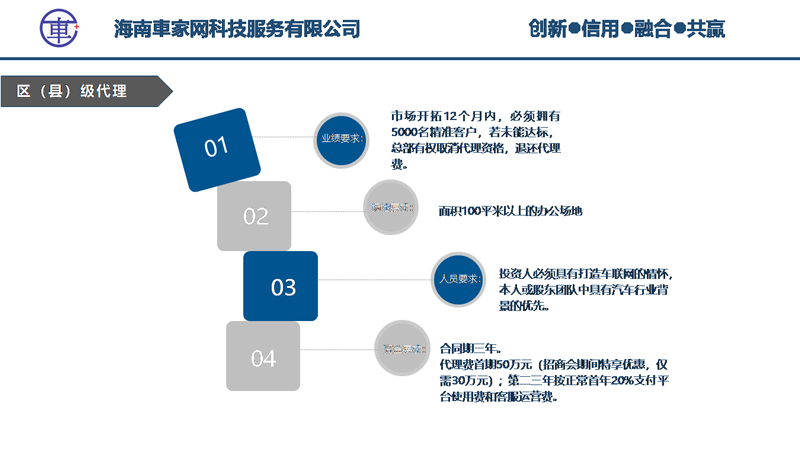 車
海南車家网科技服务有限公司
创新●信用●融合●共赢
区（县）级代理
01
业绩要求：
市场开拓12个月内，必须拥有
5000名精准客户，若未能达标，
总部有权取消代理资格，退还代理
费。
02
面积100平米以上的办公场地
03
人员要求：
投资人必须具有打造车联网的情怀，
本人或股东团队中具有汽车行业背
景的优先。
04
合同期三年。
代理费首期50万元（招商会期间特享优惠，仅
需30万元）；第二三年按正常首年20%支付平
台使用费和客服运营费。